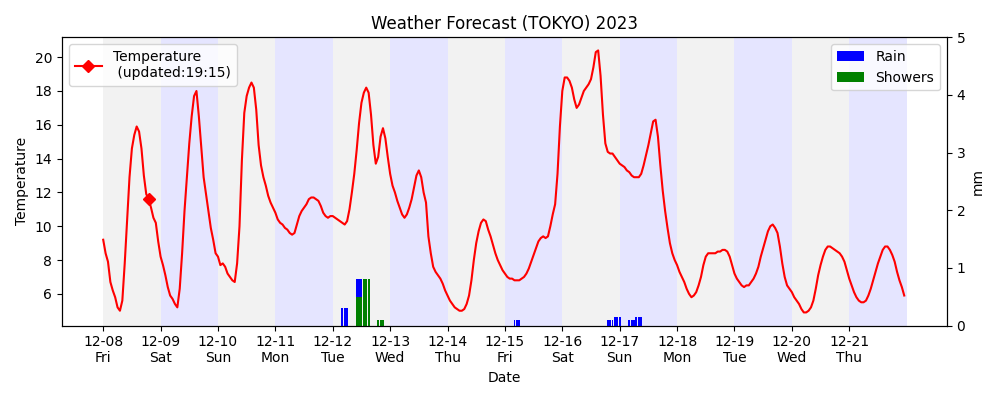 Weather Forecast (TOKYO) 2023
Temperature
(updated:19:15)
Rain
Showers
Temperature
20
18
16
14
12
10
8
6
5
4
3
2
1
0
mm
12-08 12-09 12-10 12-11 12-12 12-13 12-14 12-15 12-16 12-17 12-18 12-19 12-20 12-21
Fri Sat Sun Mon Tue Wed Thu Fri Sat Sun Mon Tue Wed Thu
Date